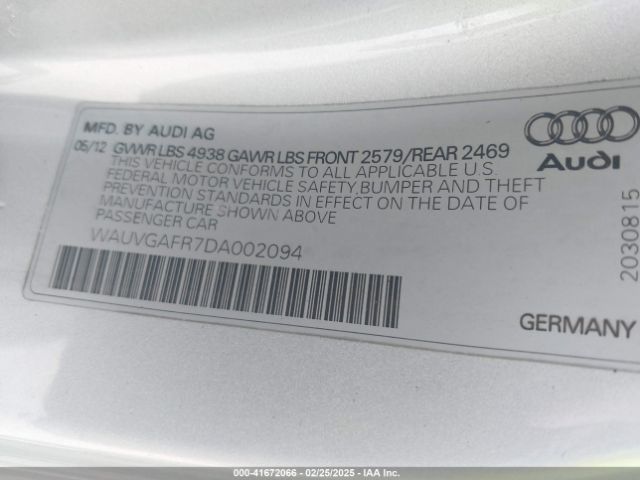 MFD. BY AUDI AG
05/12 GVWR LBS 4938 GAWR LBS FRONT 2579/REAR 2469
THIS VEHICLE CONFORMS TO ALL APPLICABLE U.S.
FEDERAL MOTOR VEHICLE SAFETY,BUMPER AND THEFT
PREVENTION STANDARDS IN EFFECT ON THE DATE OF
MANUFACTURE SHOWN ABOVE
PASSENGER CAR
WAUVGAFR7DA002094
Audi
2030815
GERMANY
000-41672066 - 02/25/2025 - IAA Inc.